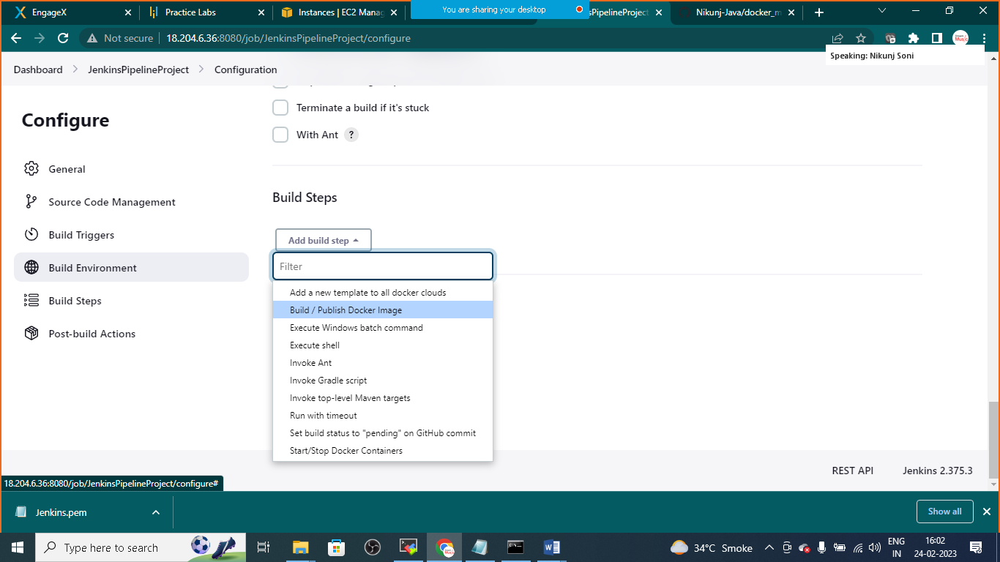 EngageX
Practice Labs
Instances | EC2 Manag
You are sharing your desktop
sPipelineProject
Nikunj-Java/docker_m
Not secure
18.204.6.36:8080/job/JenkinsPipelineProject/configure
Speaking: Nikunj Soni
Dashboard
JenkinsPipelineProject
Configuration
Configure
General
Source Code Management
Build Triggers
Build Environment
Build Steps
Post-build Actions
Terminate a build if it's stuck
With Ant ?
Build Steps
Add build step
Filter
Add a new template to all docker clouds
Build / Publish Docker Image
Execute Windows batch command
Execute shell
Invoke Ant
Invoke Gradle script
Invoke top-level Maven targets
Run with timeout
Set build status to "pending" on GitHub commit
Start/Stop Docker Containers
REST API
Jenkins 2.375.3
18.204.6.36:8080/job/JenkinsPipelineProject/configure#
Jenkins.pem
Show all
Type here to search
34°C Smoke
ENG
IN
16:02
24-02-2023